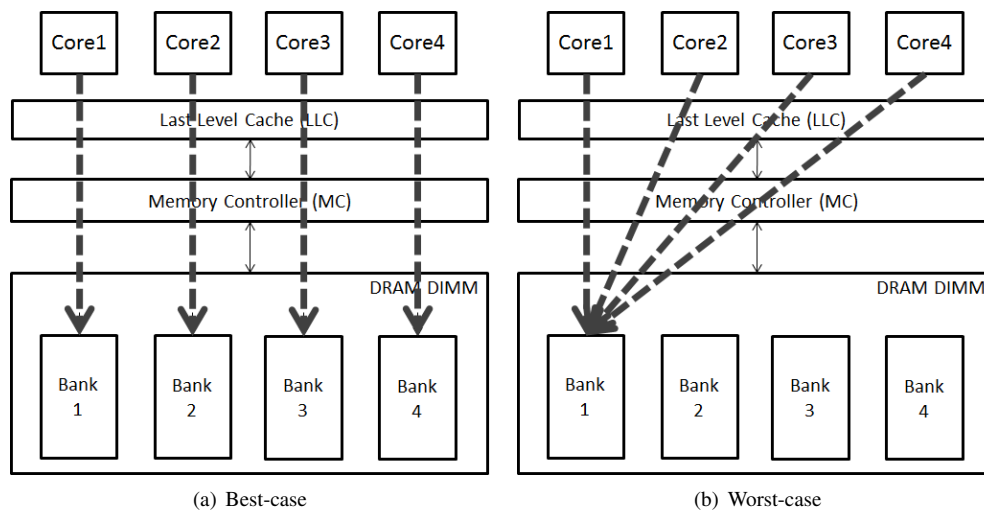 Core1 Core2 Core3 Core4
Last Level Cache (LLC)
Memory Controller (MC)
DRAM DIMM
Bank 1
Bank 2
Bank 3
Bank 4
(a) Best-case
Core1 Core2 Core3 Core4
Last Level Cache (LLC)
Memory Controller (MC)
DRAM DIMM
Bank 1
Bank 2
Bank 3
Bank 4
(b) Worst-case